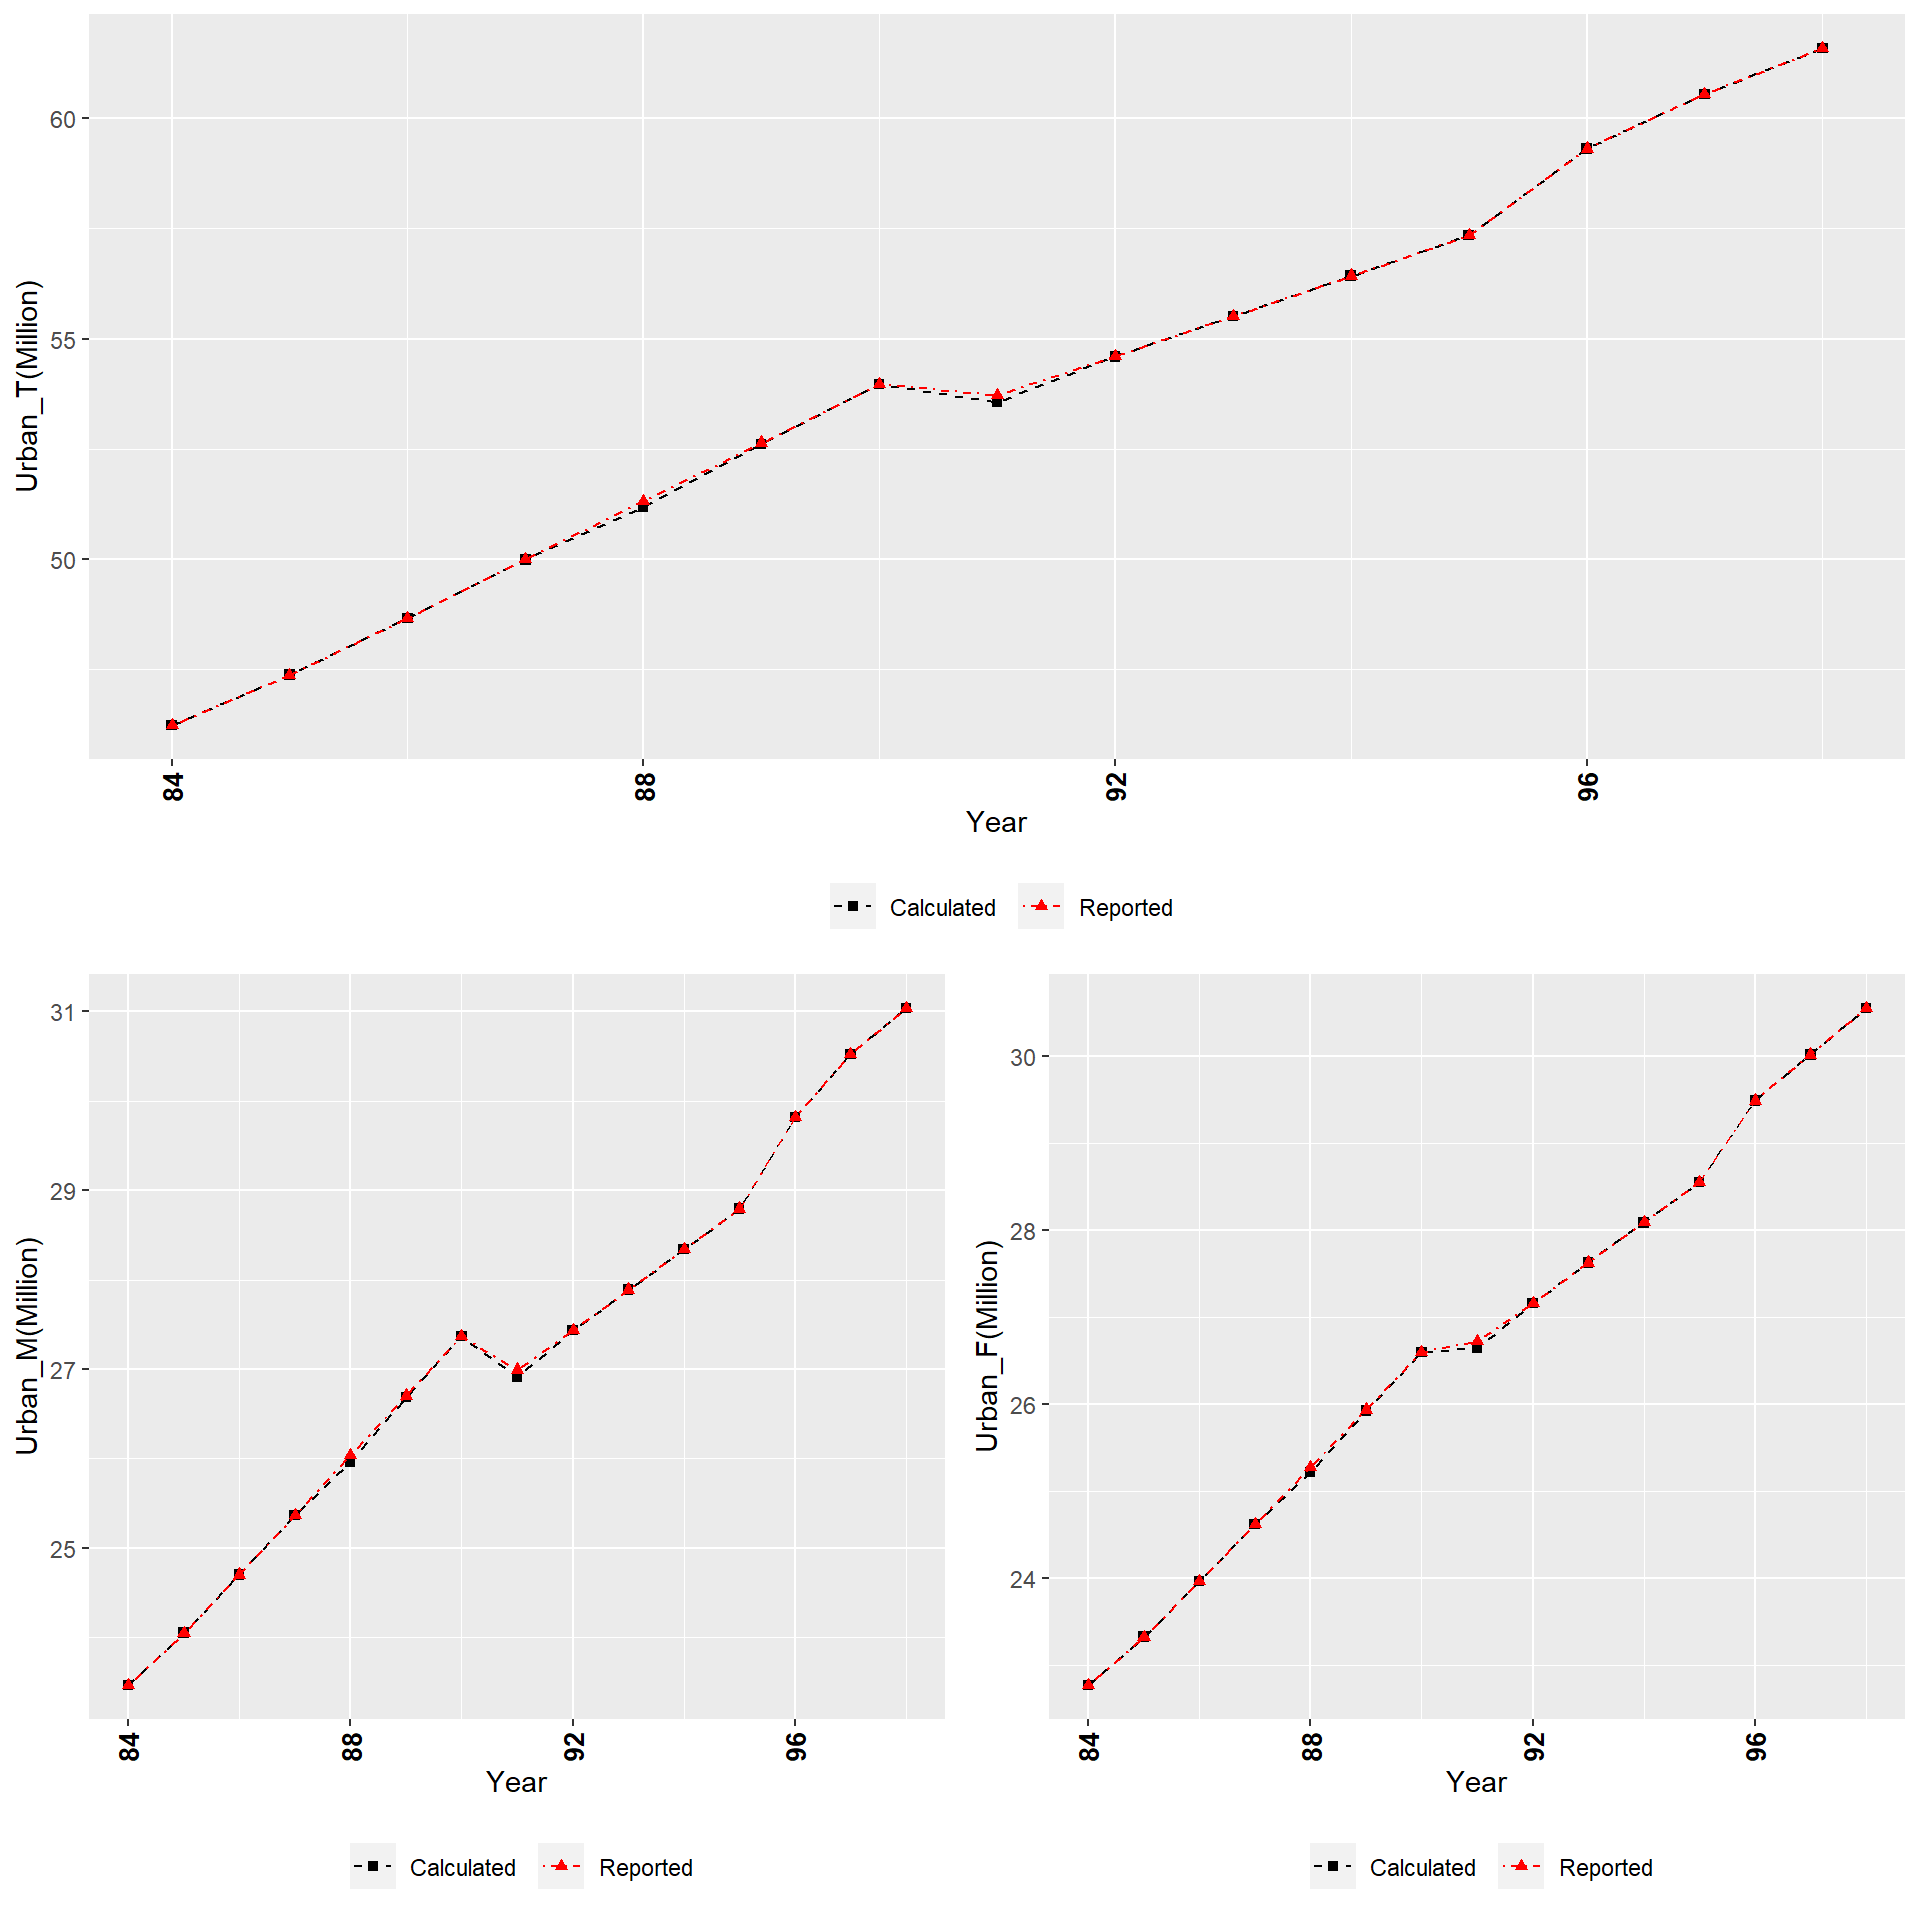 Urban_T(Million)
60
55
50
84 88 92 96
Year
Calculated Reported
Urban_M(Million)
31
29
27
25
84 88 92 96
Year
Calculated Reported
Urban_F(Million)
30
28
26
24
84 88 92 96
Year
Calculated Reported